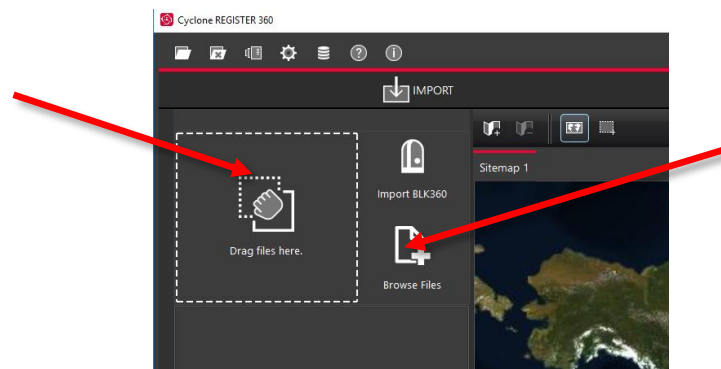 Cyclone REGISTER 360
IMPORT
Sitemap 1
Import BLK360
Drag files here.
Browse Files